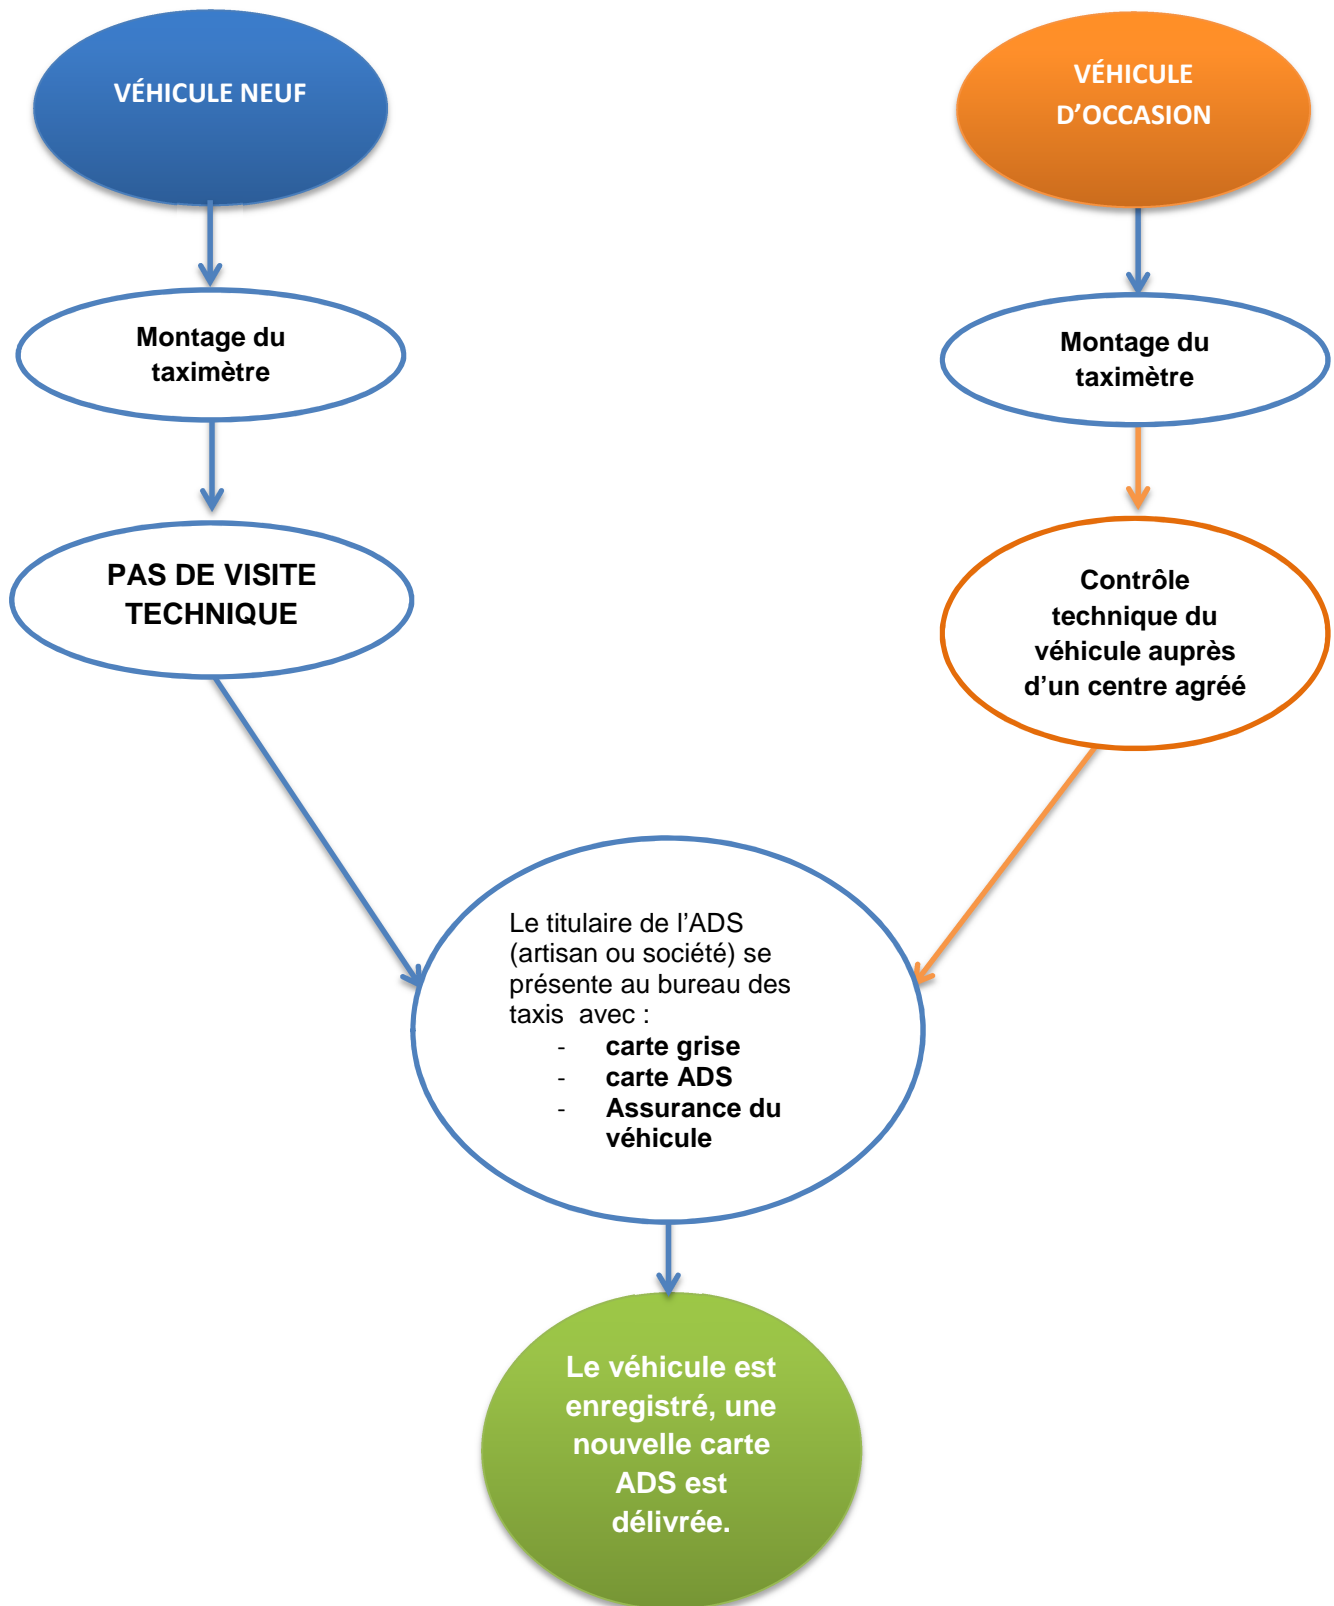 VÉHICULE NEUF
VÉHICULE
D’OCCASION
Montage du
taximètre
Montage du
taximètre
PAS DE VISITE
TECHNIQUE
Contrôle
technique du
véhicule auprès
d’un centre agréé
Le titulaire de l’ADS
(artisan ou société) se
présente au bureau des
taxis avec :
- carte grise
- carte ADS
- Assurance du
véhicule
Le véhicule est
enregistré, une
nouvelle carte
ADS est
délivrée.